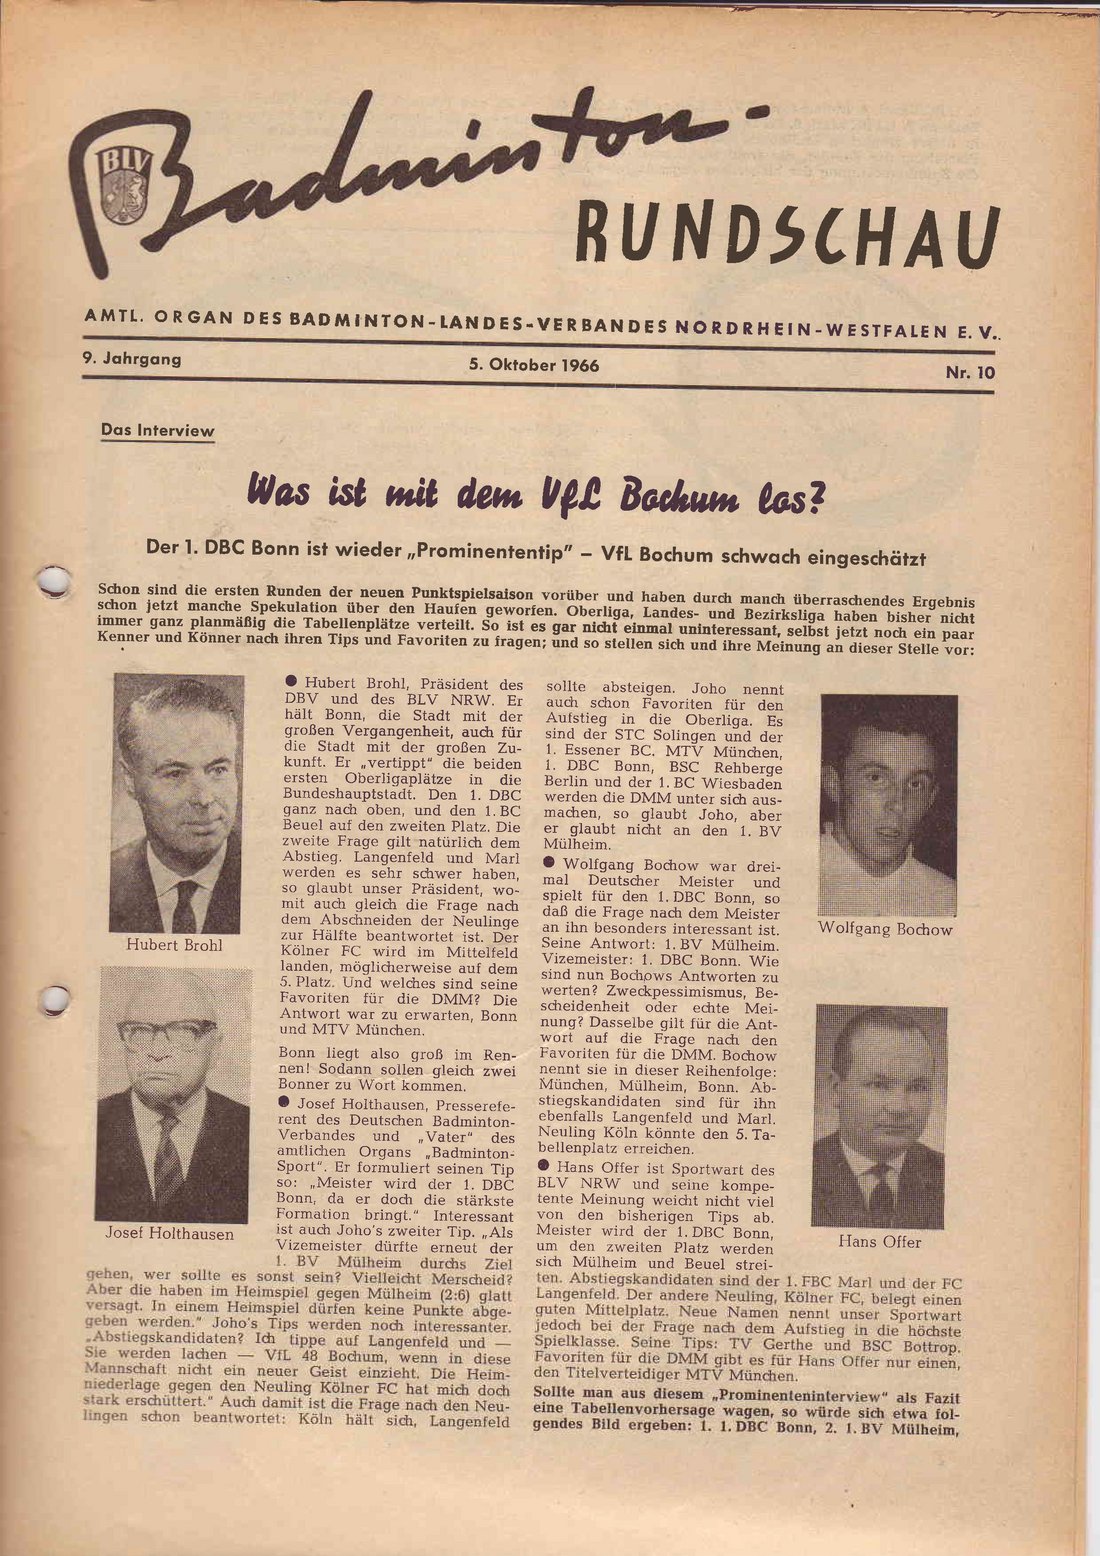 BLV
Badminton-
RUNDSCHAU
AMTL. ORGAN DES BADMINTON-LANDES-VERBANDES NORDRHEIN-WESTFALEN E. V..
9. Jahrgang 5. Oktober 1966 Nr. 10
Das Interview
Was ist mit dem VfL Bochum los?
Der 1. DBC Bonn ist wieder „Prominententip" – VfL Bochum schwach eingeschätzt
Schon sind die ersten Runden der neuen Punktspielsaison vorüber und haben durch manch überraschendes Ergebnis
schon jetzt manche Spekulation über den Haufen geworfen. Oberliga, Landes- und Bezirksliga haben bisher nicht
immer ganz planmäßig die Tabellenplätze verteilt. So ist es gar nicht einmal uninteressant, selbst jetzt noch ein paar
Kenner und Könner nach ihren Tips und Favoriten zu fragen; und so stellen sich und ihre Meinung an dieser Stelle vor:
Hubert Brohl
Josef Holthausen
● Hubert Brohl, Präsident des
DBV und des BLV NRW. Er
hält Bonn, die Stadt mit der
großen Vergangenheit, auch für
die Stadt mit der großen Zu-
kunft. Er „vertippt" die beiden
ersten Oberligaplätze in die
Bundeshauptstadt. Den 1. DBC
ganz nach oben, und den 1. BC
Beuel auf den zweiten Platz. Die
zweite Frage gilt natürlich dem
Abstieg. Langenfeld und Marl
werden es sehr schwer haben,
so glaubt unser Präsident, wo-
mit auch gleich die Frage nach
dem Abschneiden der Neulinge
zur Hälfte beantwortet ist. Der
Kölner FC wird im Mittelfeld
landen, möglicherweise auf dem
5. Platz. Und welches sind seine
Favoriten für die DMM? Die
Antwort war zu erwarten, Bonn
und MTV München.
Bonn liegt also groß im Ren-
nen! Sodann sollen gleich zwei
Bonner zu Wort kommen.
● Josef Holthausen, Presserefe-
rent des Deutschen Badminton-
Verbandes und „Vater" des
amtlichen Organs „Badminton-
Sport". Er formuliert seinen Tip
so: „Meister wird der 1. DBC
Bonn, da er doch die stärkste
Formation bringt." Interessant
ist auch Joho's zweiter Tip. „Als
Vizemeister dürfte erneut der
1. BV Mülheim durchs Ziel
gehen, wer sollte es sonst sein? Vielleicht Merscheid?
Aber die haben im Heimspiel gegen Mülheim (2:6) glatt
versagt. In einem Heimspiel dürfen keine Punkte abge-
geben werden." Joho's Tips werden noch interessanter.
„Abstiegskandidaten? Ich tippe auf Langenfeld und —
Sie werden lachen — VfL 48 Bochum, wenn in diese
Mannschaft nicht ein neuer Geist einzieht. Die Heim-
niederlage gegen den Neuling Kölner FC hat mich doch
stark erschüttert." Auch damit ist die Frage nach den Neu-
lingen schon beantwortet: Köln hält sich, Langenfeld
sollte absteigen. Joho nennt
auch schon Favoriten für den
Aufstieg in die Oberliga. Es
sind der STC Solingen und der
1. Essener BC. MTV München,
1. DBC Bonn, BSC Rehberge
Berlin und der 1. BC Wiesbaden
werden die DMM unter sich aus-
machen, so glaubt Joho, aber
er glaubt nicht an den 1. BV
Mülheim.
● Wolfgang Bochow war drei-
mal Deutscher Meister und
spielt für den 1. DBC Bonn, so
daß die Frage nach dem Meister
an ihn besonders interessant ist.
Seine Antwort: 1. BV Mülheim.
Vizemeister: 1. DBC Bonn. Wie
sind nun Bochows Antworten zu
werten? Zweckpessimismus, Be-
scheidenheit oder echte Mei-
nung? Dasselbe gilt für die Ant-
wort auf die Frage nach den
Favoriten für die DMM. Bochow
nennt sie in dieser Reihenfolge:
München, Mülheim, Bonn. Ab-
stiegskandidaten sind für ihn
ebenfalls Langenfeld und Marl.
Neuling Köln könnte den 5. Ta-
bellenplatz erreichen.
● Hans Offer ist Sportwart des
BLV NRW und seine kompe-
tente Meinung weicht nicht viel
von den bisherigen Tips ab.
Meister wird der 1. DBC Bonn,
um den zweiten Platz werden
sich Mülheim und Beuel strei-
ten. Abstiegskandidaten sind der 1. FBC Marl und der FC
Langenfeld. Der andere Neuling, Kölner FC, belegt einen
guten Mittelplatz. Neue Namen nennt unser Sportwart
jedoch bei der Frage nach dem Aufstieg in die höchste
Spielklasse. Seine Tips: TV Gerthe und BSC Bottrop.
Favoriten für die DMM gibt es für Hans Offer nur einen,
den Titelverteidiger MTV München.
Sollte man aus diesem „Prominenteninterview" als Fazit
eine Tabellenvorhersage wagen, so würde sich etwa fol-
gendes Bild ergeben: 1. 1. DBC Bonn, 2. 1. BV Mülheim,
Wolfgang Bochow
Hans Offer